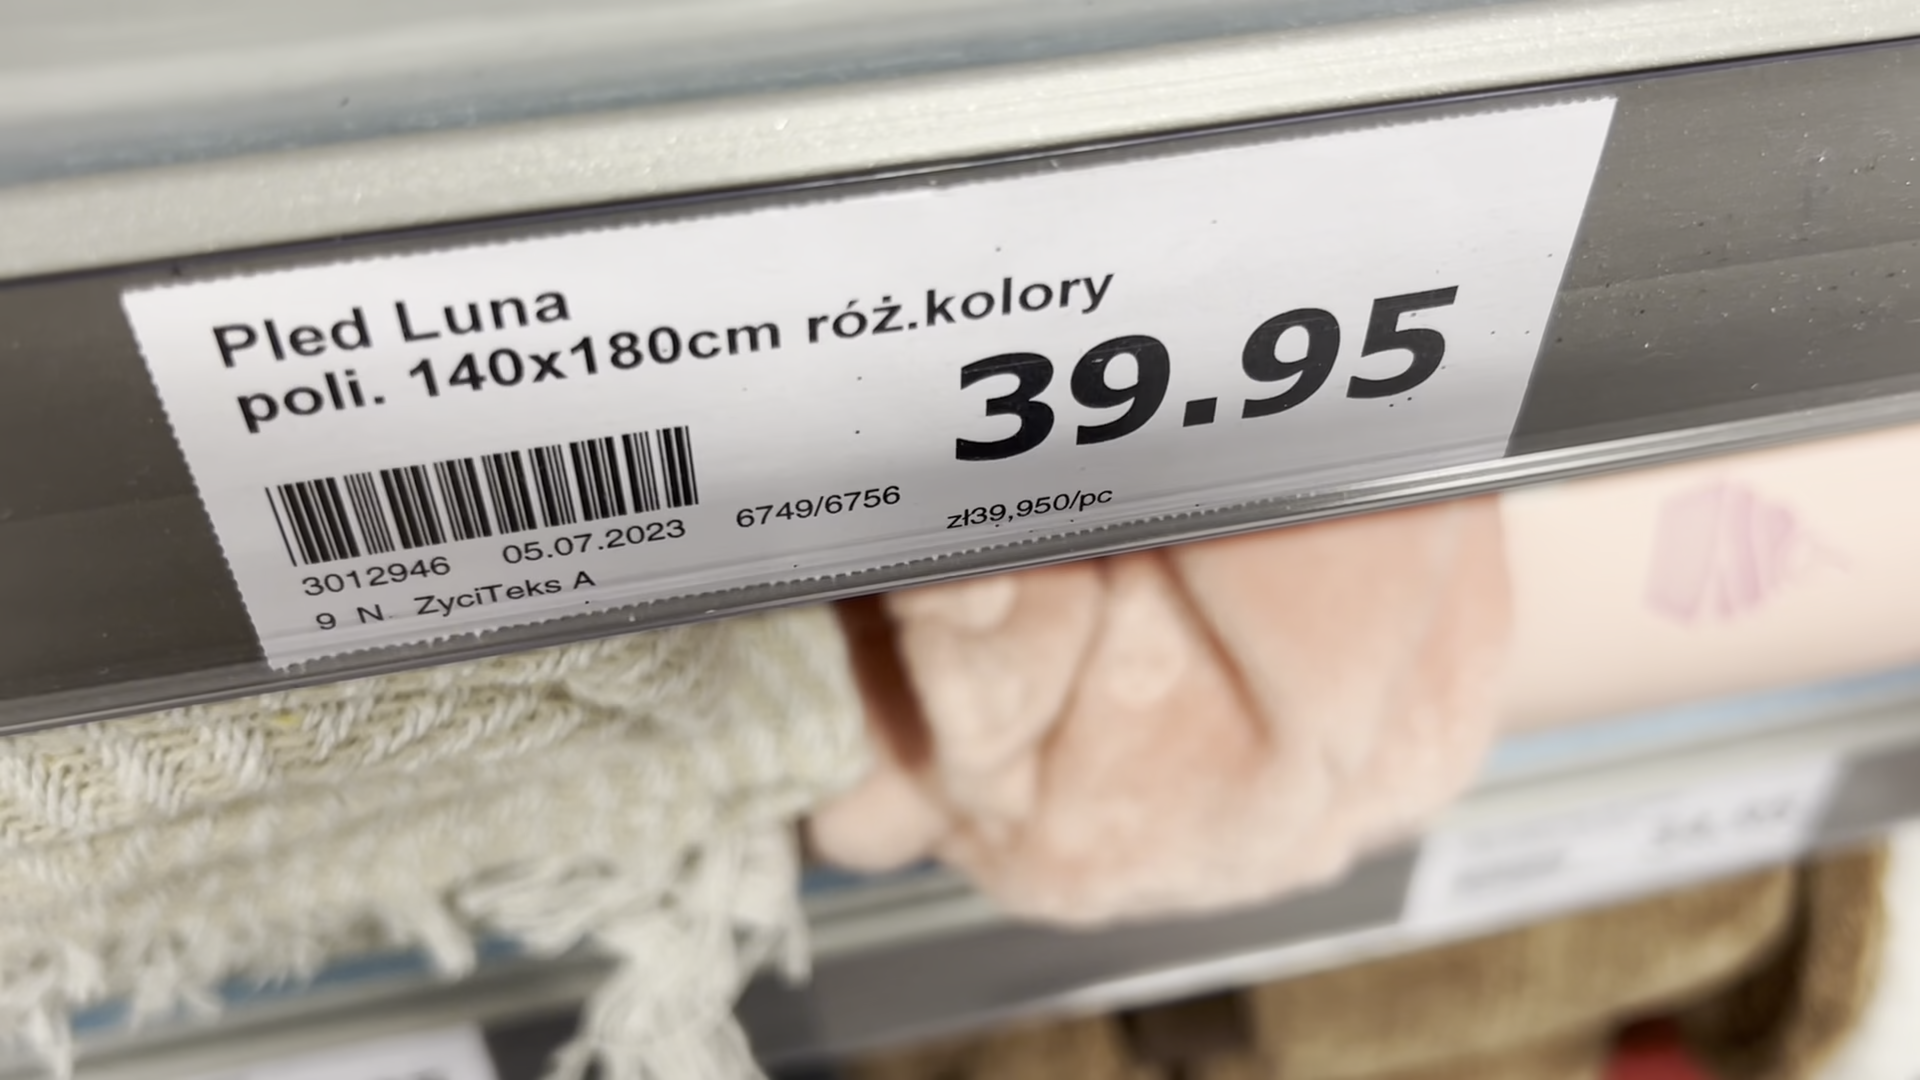 Pled Luna
poli. 140x180cm róż.kolory
39.95
3012946 05.07.2023 6749/6756 zł39,950/pc
9 N ZyciTeks A